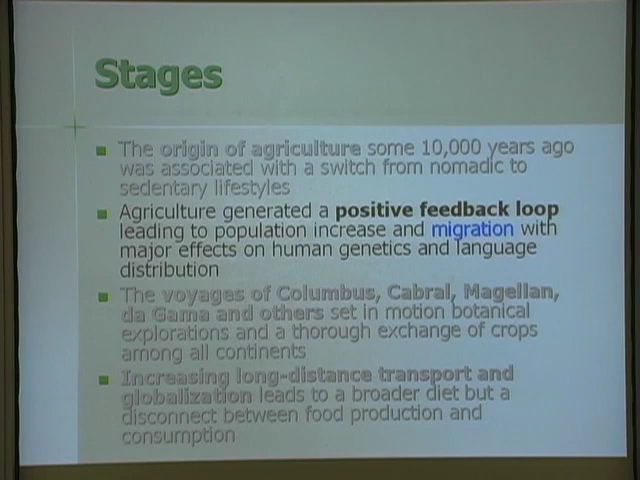 Stages
The origin of agriculture some 10,000 years ago
was associated with a switch from nomadic to
sedentary lifestyles
Agriculture generated a positive feedback loop
leading to population increase and migration with
major effects on human genetics and language
distribution
The voyages of Columbus, Cabral, Magellan,
da Gama and others set in motion botanical
explorations and a thorough exchange of crops
among all continents
Increasing long-distance transport and
globalization leads to a broader diet but a
disconnect between food production and
consumption